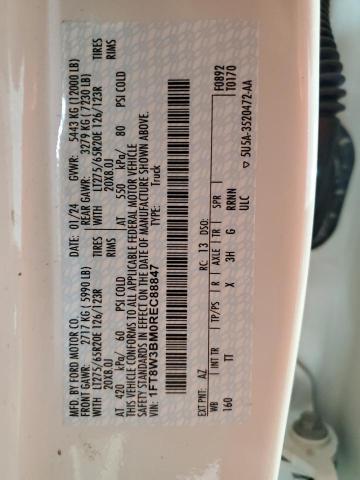 MFD. BY FORD MOTOR CO.
DATE: 01/24 GVWR: 5443 KG (12000 LB)
FRONT GAWR: 2717 KG (5990 LB) REAR GAWR: 3279 KG (7230 LB)
WITH LT275/65R20E 126/123R TIRES WITH LT275/65R20E 126/123R TIRES
20X8.0J RIMS 20X8.0J RIMS
AT 420 kPa/ 60 PSI COLD AT 550 kPa/ 80 PSI COLD
THIS VEHICLE CONFORMS TO ALL APPLICABLE FEDERAL MOTOR VEHICLE
SAFETY STANDARDS IN EFFECT ON THE DATE OF MANUFACTURE SHOWN ABOVE.
VIN: 1FT8W3BM0REC88847 TYPE: Truck
F0892
T0170
EXT PNT: AZ RC: 13 DSO:
WB INT TR TP/PS R AXLE TR SPR
160 TT X 3H G RRNN
ULC
5U5A-3520472-AA